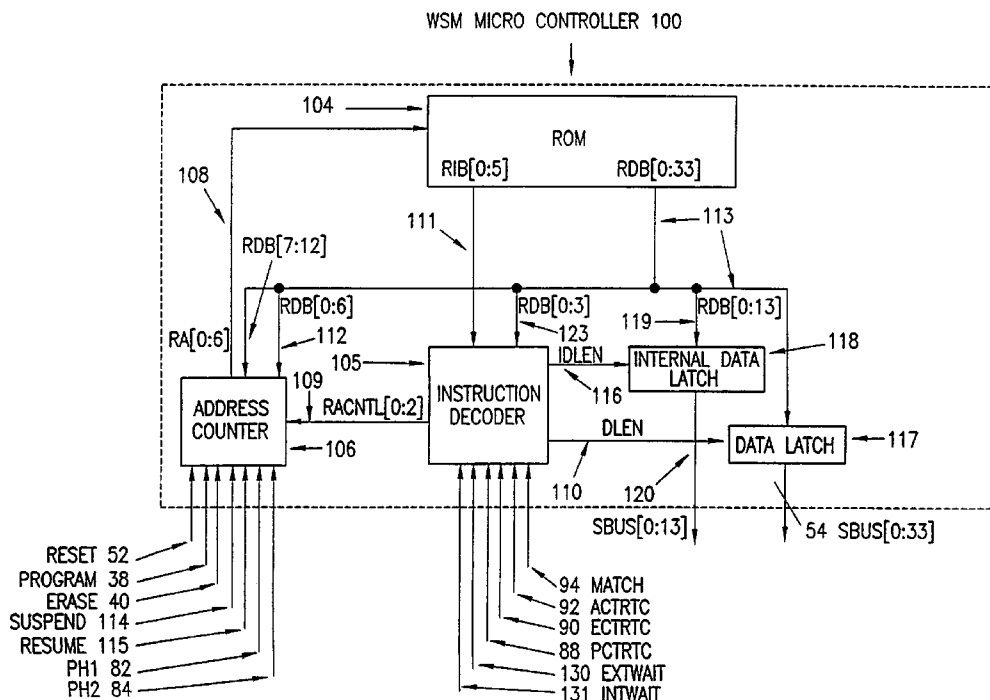 WSM MICRO CONTROLLER 100
104
ROM
RIB[0:5]
RDB[0:33]
108
111
113
RDB[7:12]
RDB[0:6]
RDB[0:3]
RDB[0:13]
RA[0:6]
112
123
119
118
105
IDLEN
INTERNAL DATA
LATCH
109
116
ADDRESS
COUNTER
RACNTL[0:2]
INSTRUCTION
DECODER
DLEN
DATA LATCH
117
106
110
120
SBUS[0:13]
54 SBUS[0:33]
RESET 52
PROGRAM 38
ERASE 40
SUSPEND 114
RESUME 115
PH1 82
PH2 84
94 MATCH
92 ACTRTC
90 ECTRTC
88 PCTRTC
130 EXTWAIT
131 INTWAIT